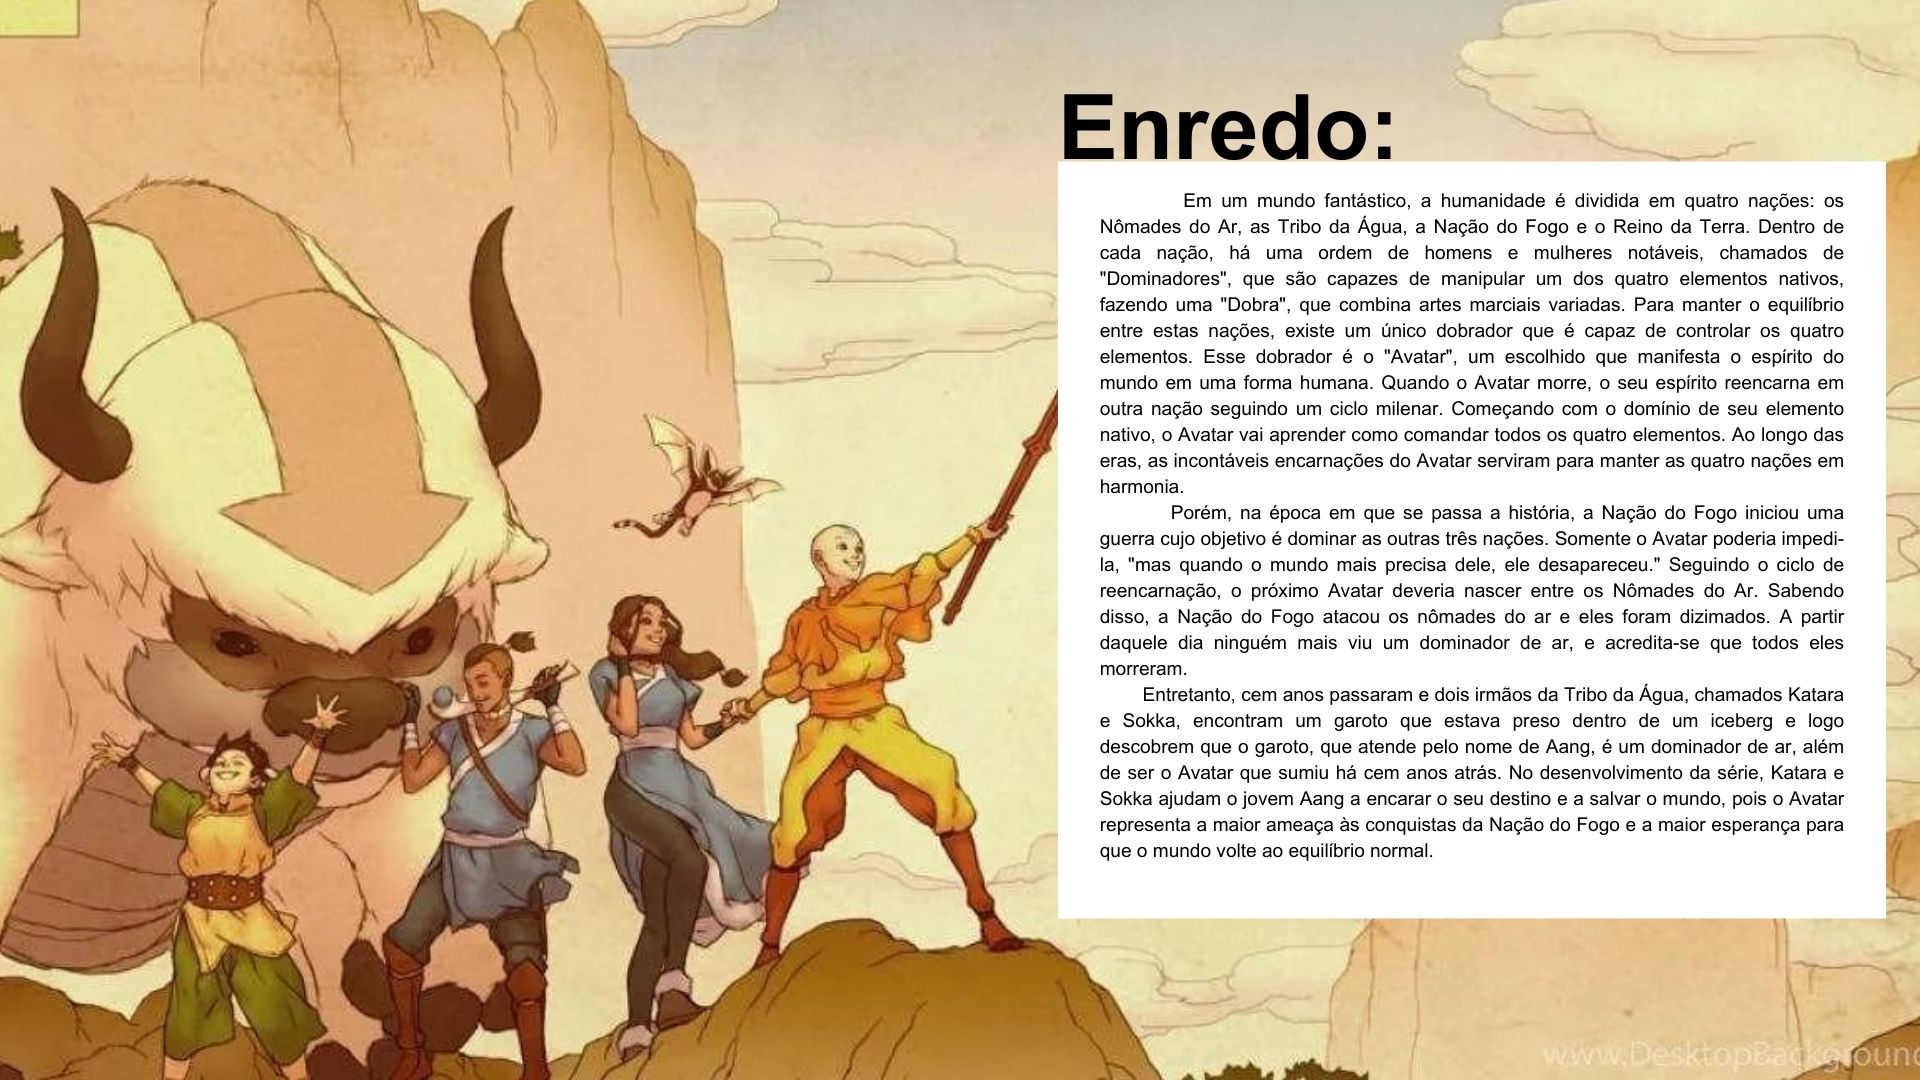 Enredo:
Em um mundo fantástico, a humanidade é dividida em quatro nações: os
Nômades do Ar, as Tribo da Água, a Nação do Fogo e o Reino da Terra. Dentro de
cada nação, há uma ordem de homens e mulheres notáveis, chamados de
"Dominadores", que são capazes de manipular um dos quatro elementos nativos,
fazendo uma "Dobra", que combina artes marciais variadas. Para manter o equilíbrio
entre estas nações, existe um único dobrador que é capaz de controlar os quatro
elementos. Esse dobrador é o "Avatar", um escolhido que manifesta o espírito do
mundo em uma forma humana. Quando o Avatar morre, o seu espírito reencarna em
outra nação seguindo um ciclo milenar. Começando com o domínio de seu elemento
nativo, o Avatar vai aprender como comandar todos os quatro elementos. Ao longo das
eras, as incontáveis encarnações do Avatar serviram para manter as quatro nações em
harmonia.
Porém, na época em que se passa a história, a Nação do Fogo iniciou uma
guerra cujo objetivo é dominar as outras três nações. Somente o Avatar poderia impedi-
la, "mas quando o mundo mais precisa dele, ele desapareceu." Seguindo o ciclo de
reencarnação, o próximo Avatar deveria nascer entre os Nômades do Ar. Sabendo
disso, a Nação do Fogo atacou os nômades do ar e eles foram dizimados. A partir
daquele dia ninguém mais viu um dominador de ar, e acredita-se que todos eles
morreram.
Entretanto, cem anos passaram e dois irmãos da Tribo da Água, chamados Katara
e Sokka, encontram um garoto que estava preso dentro de um iceberg e logo
descobrem que o garoto, que atende pelo nome de Aang, é um dominador de ar, além
de ser o Avatar que sumiu há cem anos atrás. No desenvolvimento da série, Katara e
Sokka ajudam o jovem Aang a encarar o seu destino e a salvar o mundo, pois o Avatar
representa a maior ameaça às conquistas da Nação do Fogo e a maior esperança para
que o mundo volte ao equilíbrio normal.
www.DesktopBackground